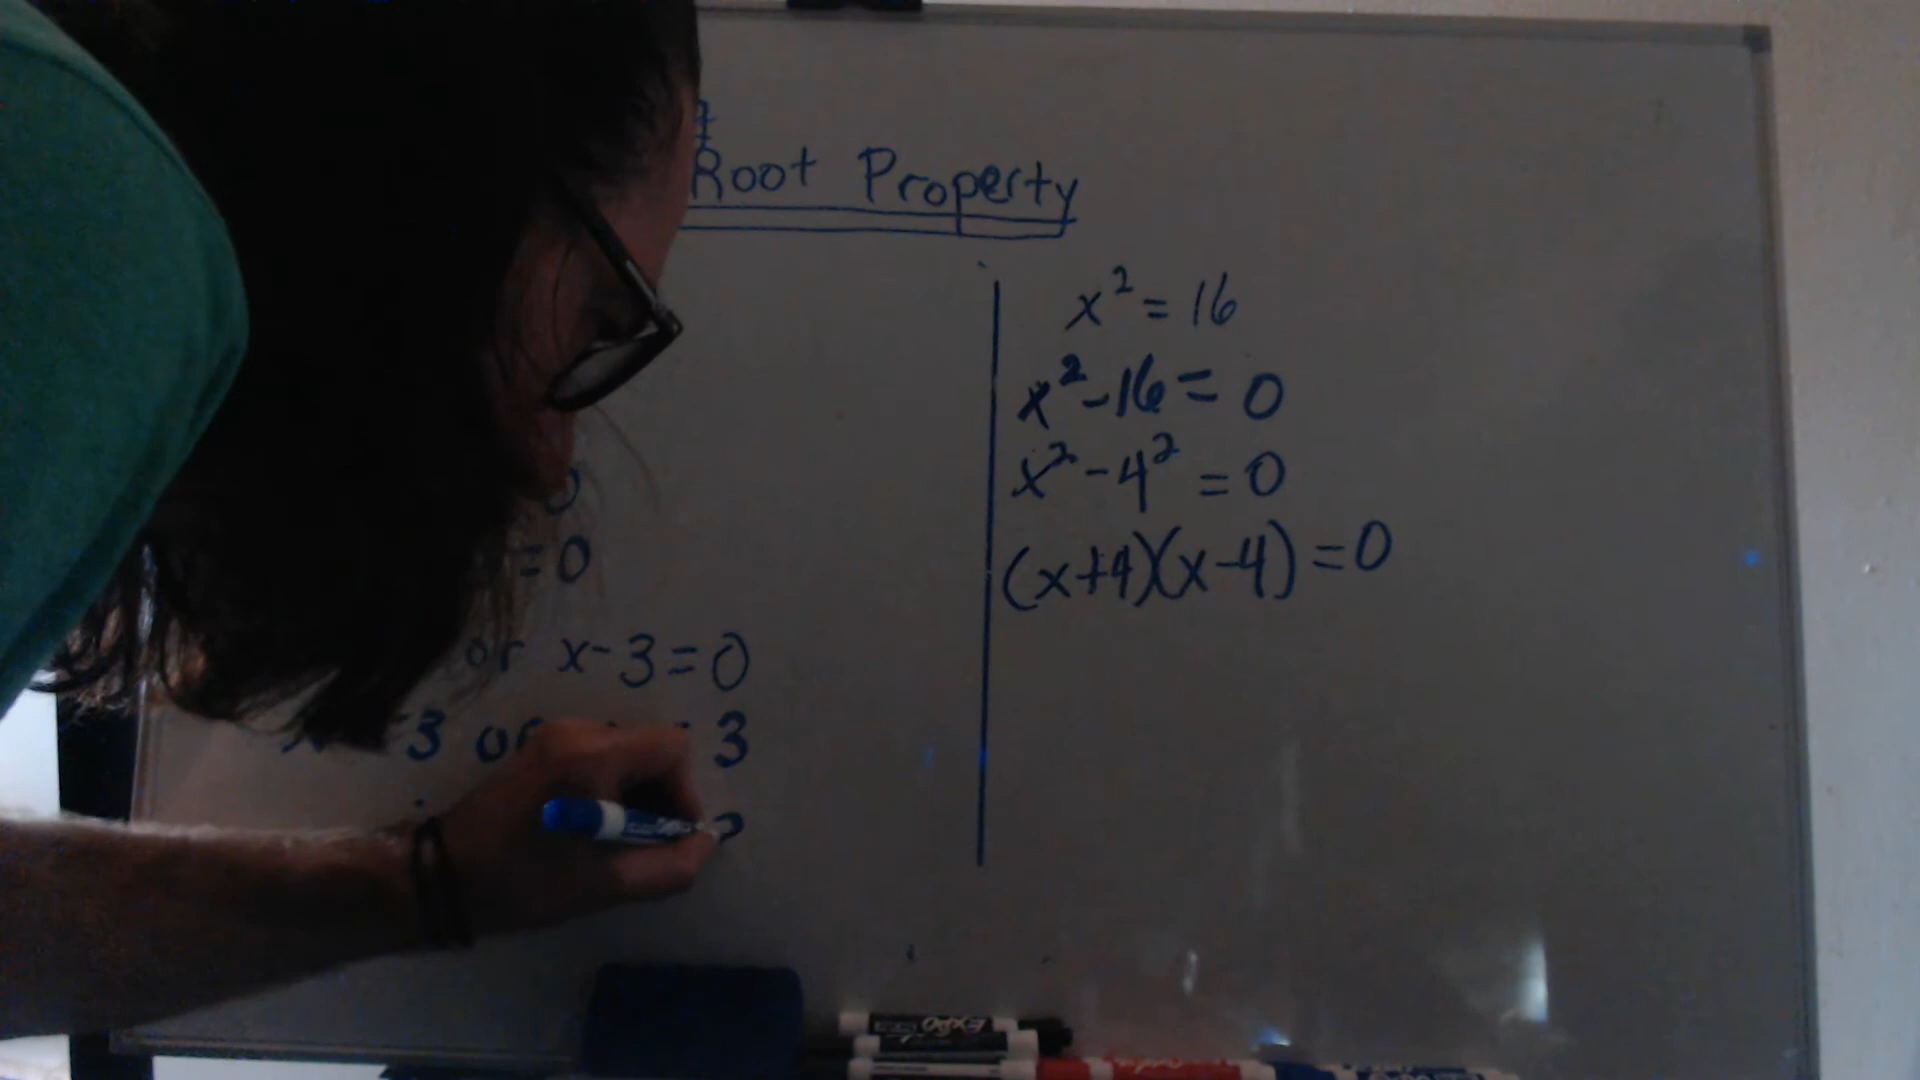 Root Property
=0
or x-3=0
-3 or 3
x² = 16
x²-16= 0
x²-4² = 0
(x+4)(x-4) =0
EXPO